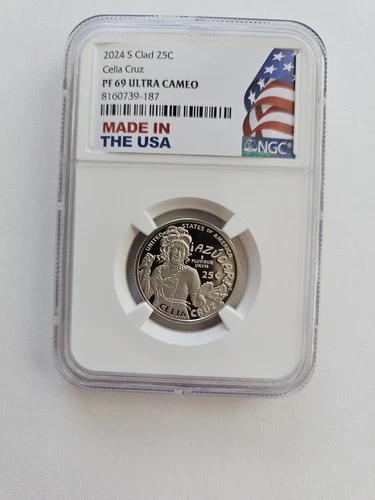 2024 S Clad 25C
Celia Cruz
PF 69 ULTRA CAMEO
8160739-187
MADE IN
THE USA
NGC®
UNITED STATES OF AMERICA
¡AZÚCAR!
E
PLURIBUS
UNUM
25¢
CELIA CRUZ